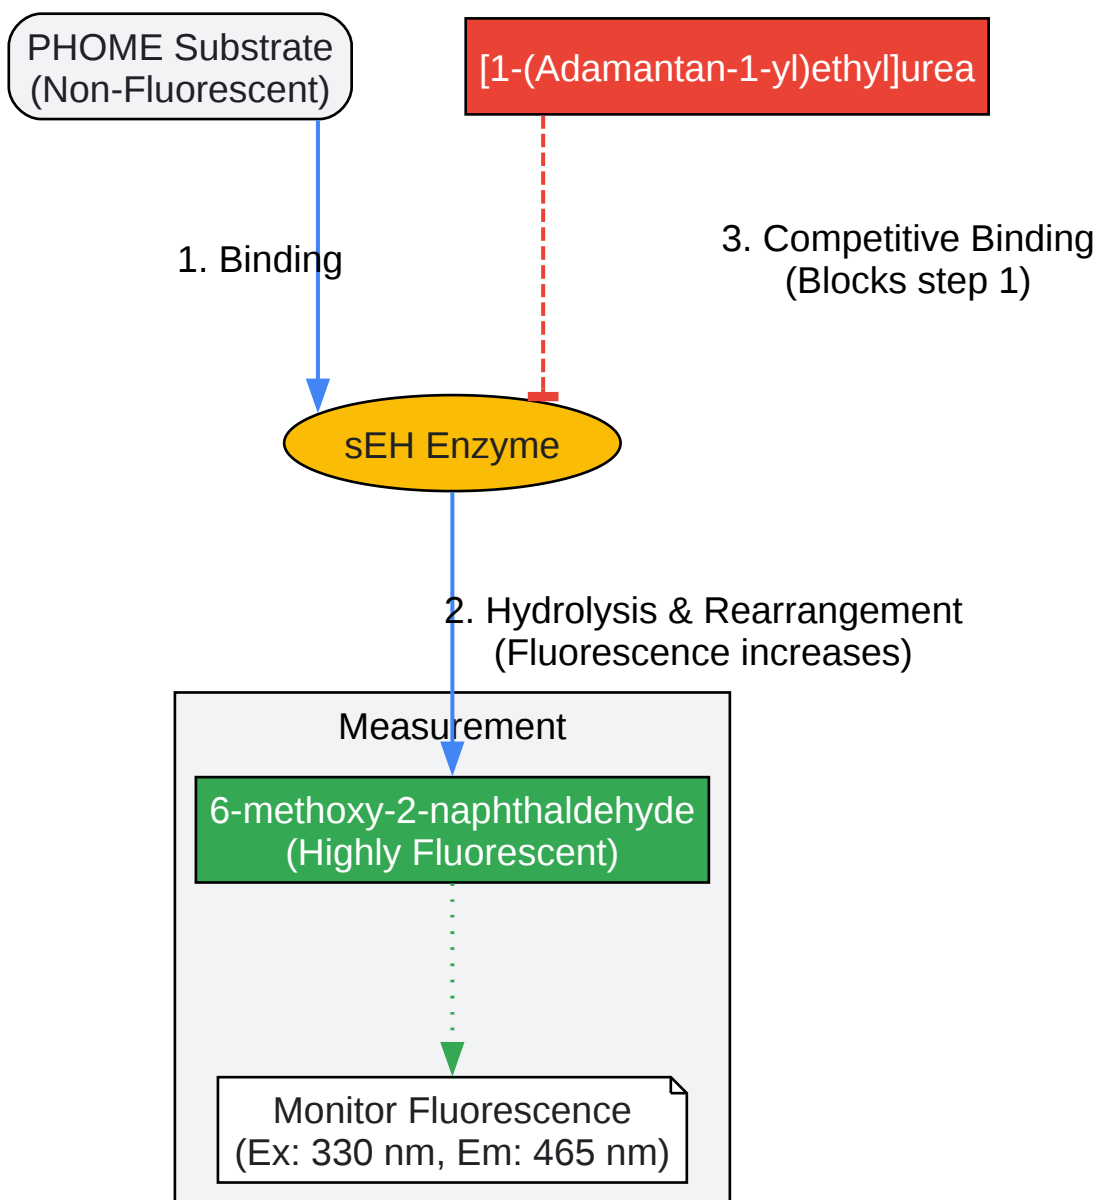 PHOME Substrate
(Non-Fluorescent)
[1-(Adamantan-1-yl)ethyl]urea
1. Binding
3. Competitive Binding
(Blocks step 1)
sEH Enzyme
2. Hydrolysis & Rearrangement
(Fluorescence increases)
Measurement
6-methoxy-2-naphthaldehyde
(Highly Fluorescent)
Monitor Fluorescence
(Ex: 330 nm, Em: 465 nm)